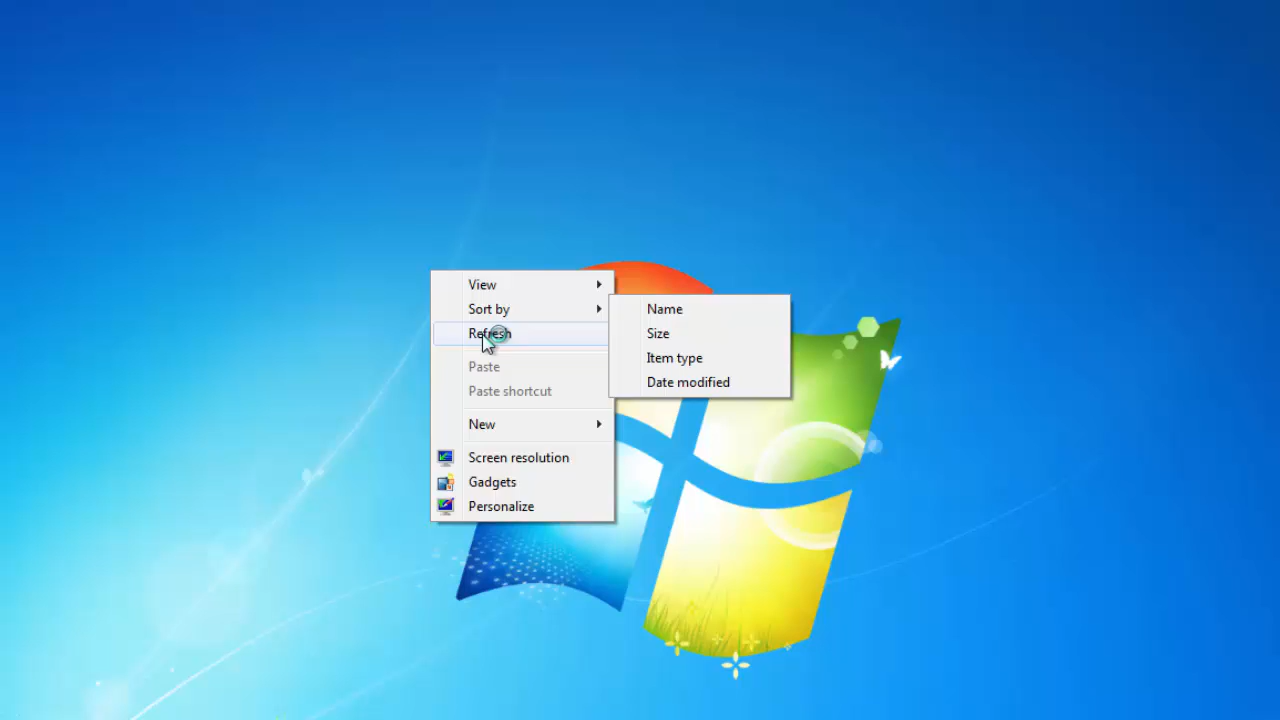 View
Sort by
Refresh
Paste
Paste shortcut
New
Screen resolution
Gadgets
Personalize
Name
Size
Item type
Date modified